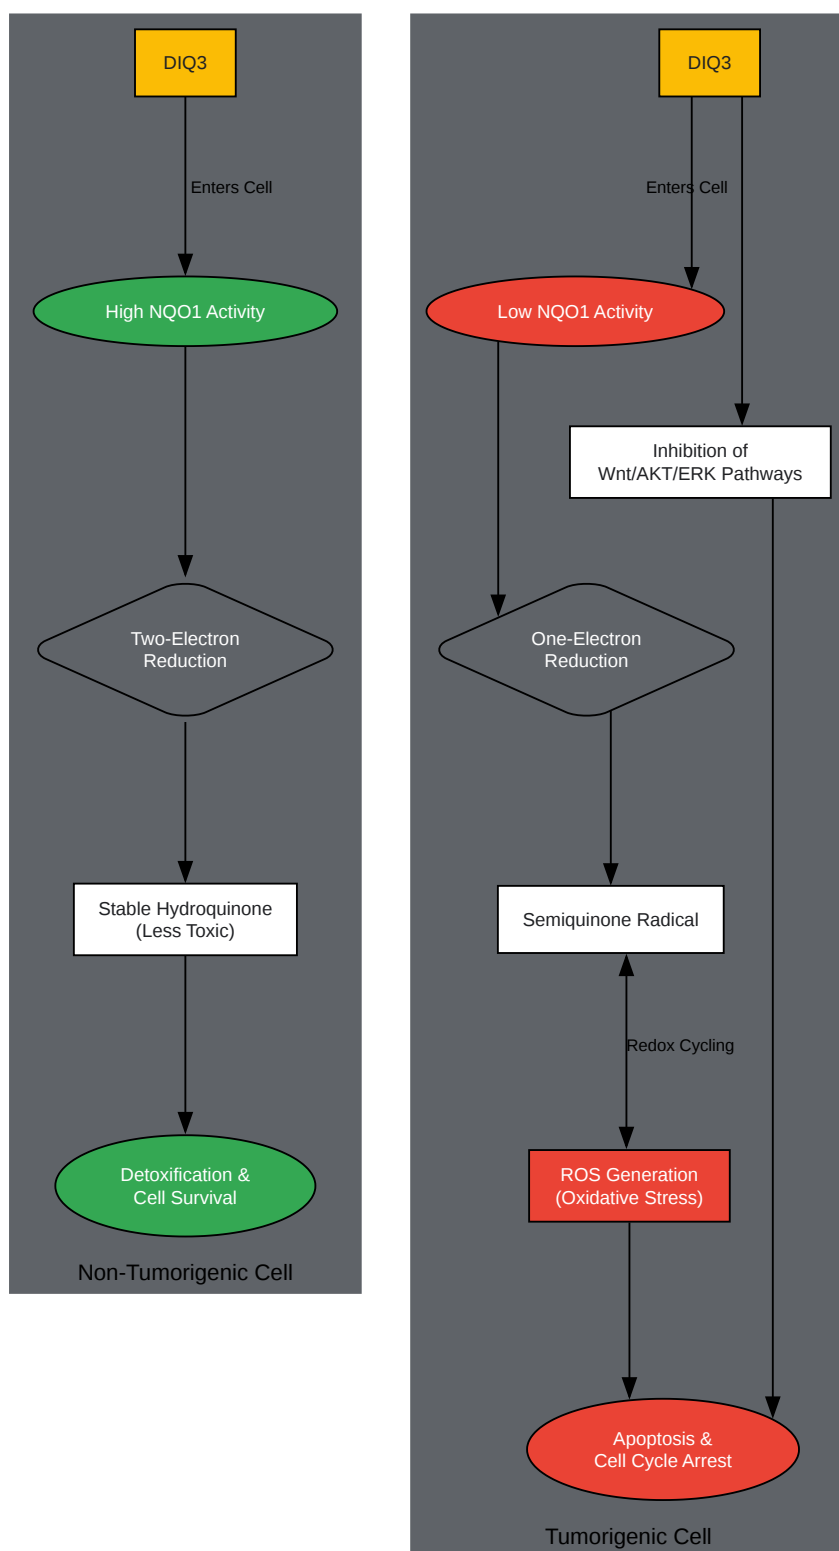 DIQ3
Enters Cell
High NQO1 Activity
Two-Electron
Reduction
Stable Hydroquinone
(Less Toxic)
Detoxification &
Cell Survival
Non-Tumorigenic Cell
DIQ3
Enters Cell
Low NQO1 Activity
Inhibition of
Wnt/AKT/ERK Pathways
One-Electron
Reduction
Semiquinone Radical
Redox Cycling
ROS Generation
(Oxidative Stress)
Apoptosis &
Cell Cycle Arrest
Tumorigenic Cell